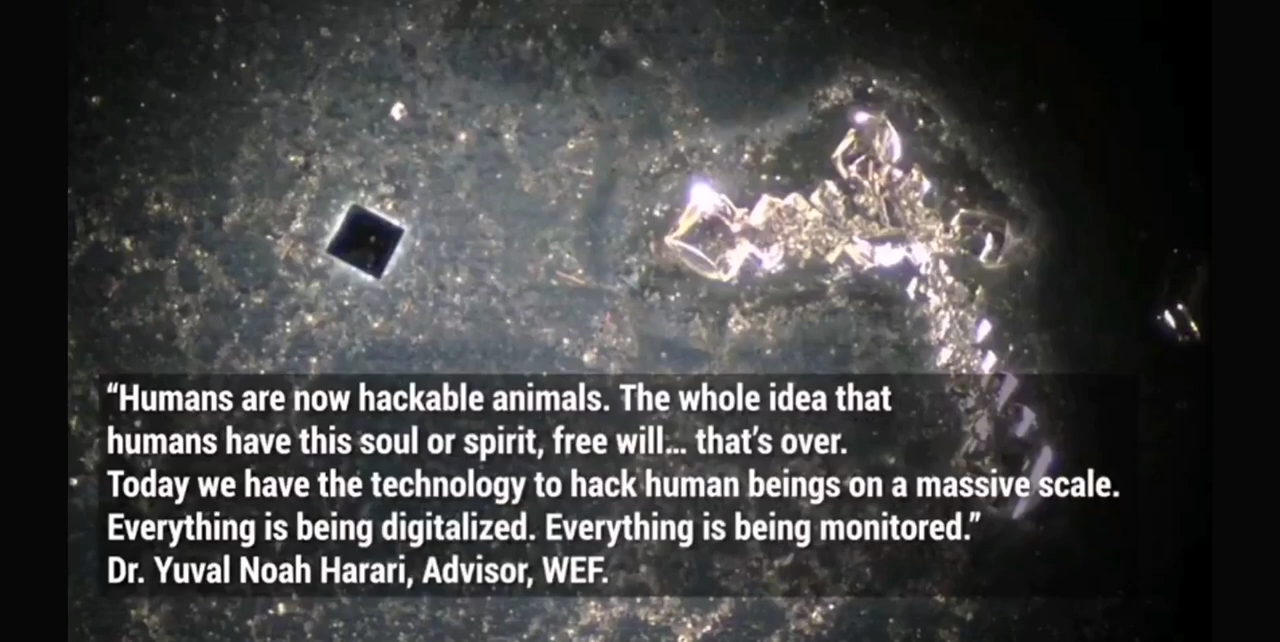 “Humans are now hackable animals. The whole idea that
humans have this soul or spirit, free will... that’s over.
Today we have the technology to hack human beings on a massive scale.
Everything is being digitalized. Everything is being monitored.”
Dr. Yuval Noah Harari, Advisor, WEF.